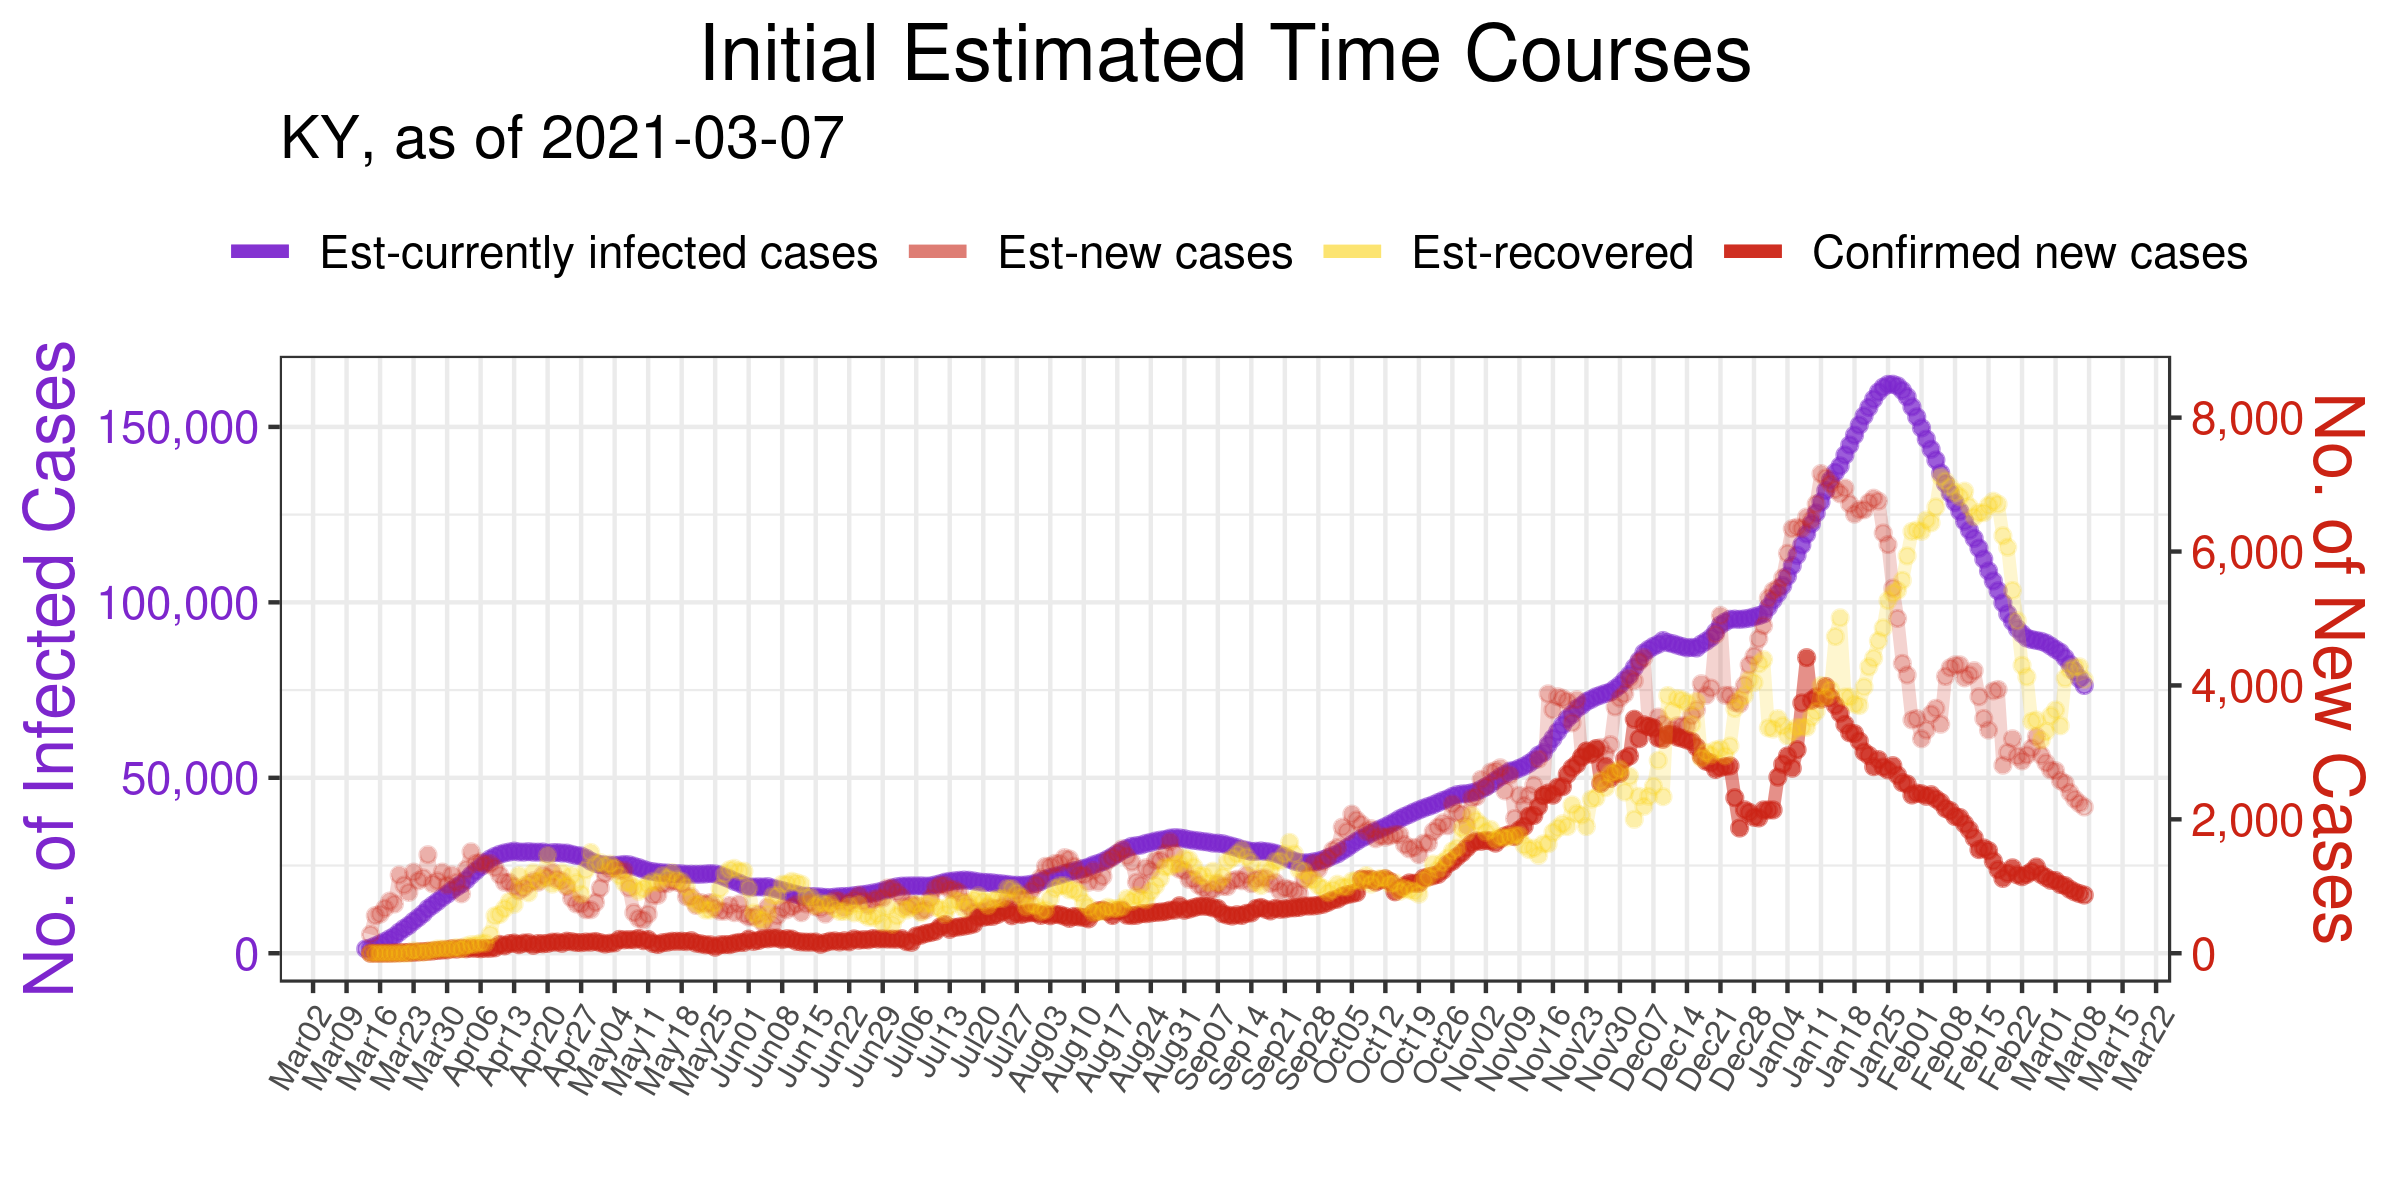 Initial Estimated Time Courses
KY, as of 2021-03-07
Est-currently infected cases Est-new cases Est-recovered Confirmed new cases
No. of Infected Cases
150,000
100,000
50,000
0
8,000
6,000
4,000
2,000
0
No. of New Cases
Mar02 Mar09 Mar16 Mar23 Mar30 Apr06 Apr13 Apr20 Apr27 May04 May11 May18 May25 Jun01 Jun08 Jun15 Jun22 Jun29 Jul06 Jul13 Jul20 Jul27 Aug03 Aug10 Aug17 Aug24 Aug31 Sep07 Sep14 Sep21 Sep28 Oct05 Oct12 Oct19 Oct26 Nov02 Nov09 Nov16 Nov23 Nov30 Dec07 Dec14 Dec21 Dec28 Jan04 Jan11 Jan18 Jan25 Feb01 Feb08 Feb15 Feb22 Mar01 Mar08 Mar15 Mar22